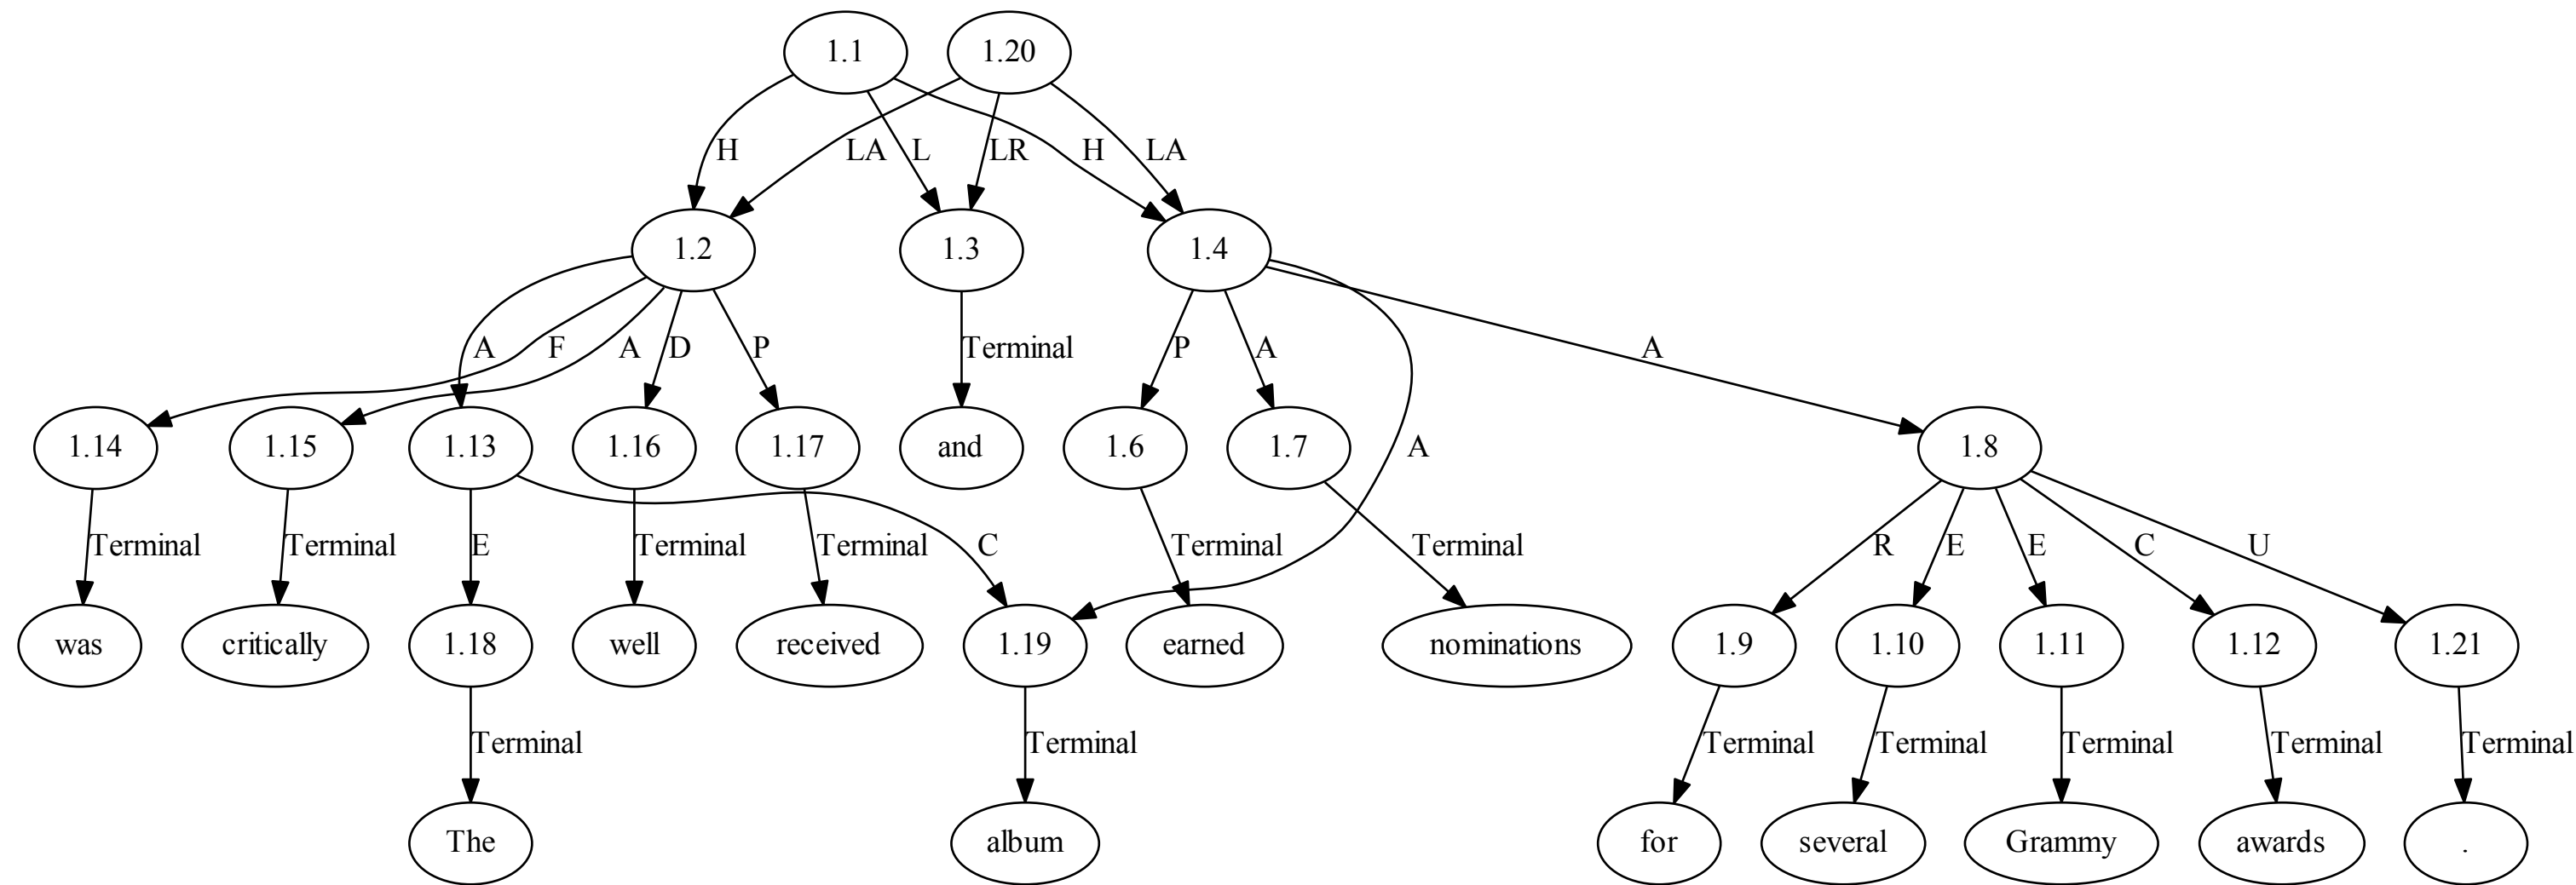 1.1 1.20
H LA L LR H LA
1.2 1.3 1.4
A F A D P Terminal P A A A
1.14 1.15 1.13 1.16 1.17 and 1.6 1.7 1.8
Terminal Terminal E Terminal Terminal C Terminal Terminal R E E C U
was critically 1.18 well received 1.19 earned nominations 1.9 1.10 1.11 1.12 1.21
Terminal Terminal Terminal Terminal Terminal Terminal Terminal
The album for several Grammy awards .